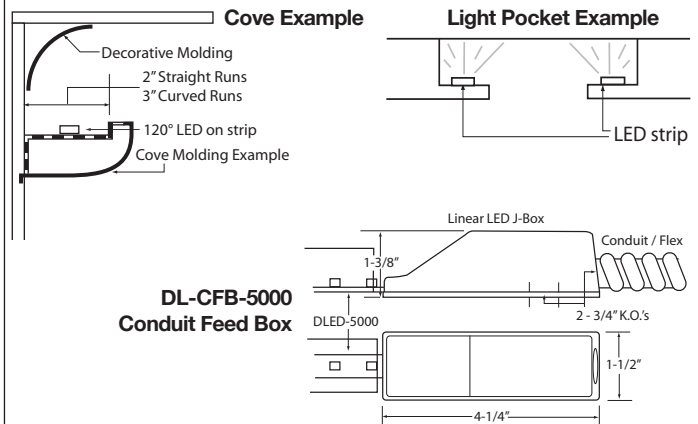 Cove Example
Decorative Molding
2” Straight Runs
3” Curved Runs
120° LED on strip
Cove Molding Example
Light Pocket Example
LED strip
Linear LED J-Box
Conduit / Flex
1-3/8”
DL-CFB-5000
Conduit Feed Box
DLED-5000
2 - 3/4” K.O.’s
1-1/2”
4-1/4”